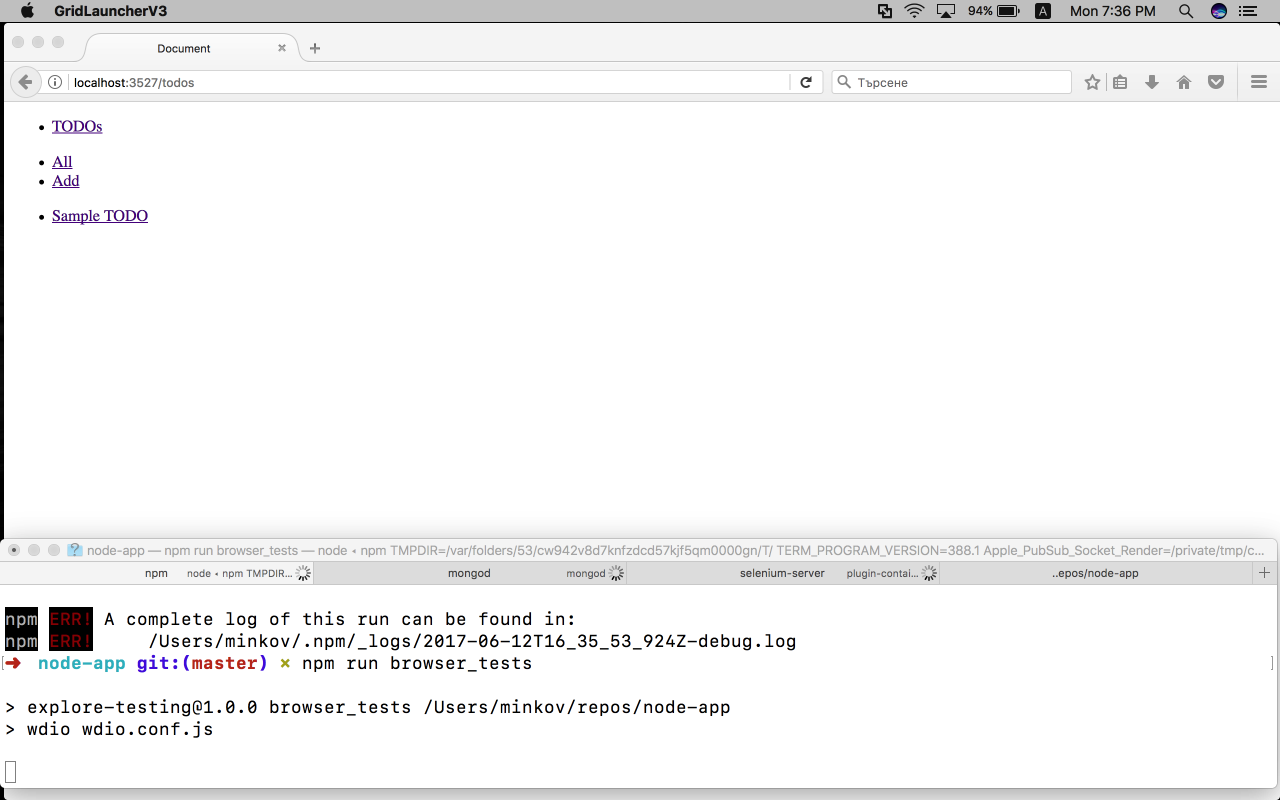 GridLauncherV3 94% A Mon 7:36 PM
Document
localhost:3527/todos Търсене
TODOs
All
Add
Sample TODO
node-app — npm run browser_tests — node ◂ npm TMPDIR=/var/folders/53/cw942v8d7knfzdcd57kjf5qm0000gn/T/ TERM_PROGRAM_VERSION=388.1 Apple_PubSub_Socket_Render=/private/tmp/c...
npm node ◂ npm TMPDIR... mongod mongod selenium-server plugin-contai... ..epos/node-app
npm ERR! A complete log of this run can be found in:
npm ERR!     /Users/minkov/.npm/_logs/2017-06-12T16_35_53_924Z-debug.log
➜ node-app git:(master) × npm run browser_tests
> explore-testing@1.0.0 browser_tests /Users/minkov/repos/node-app
> wdio wdio.conf.js